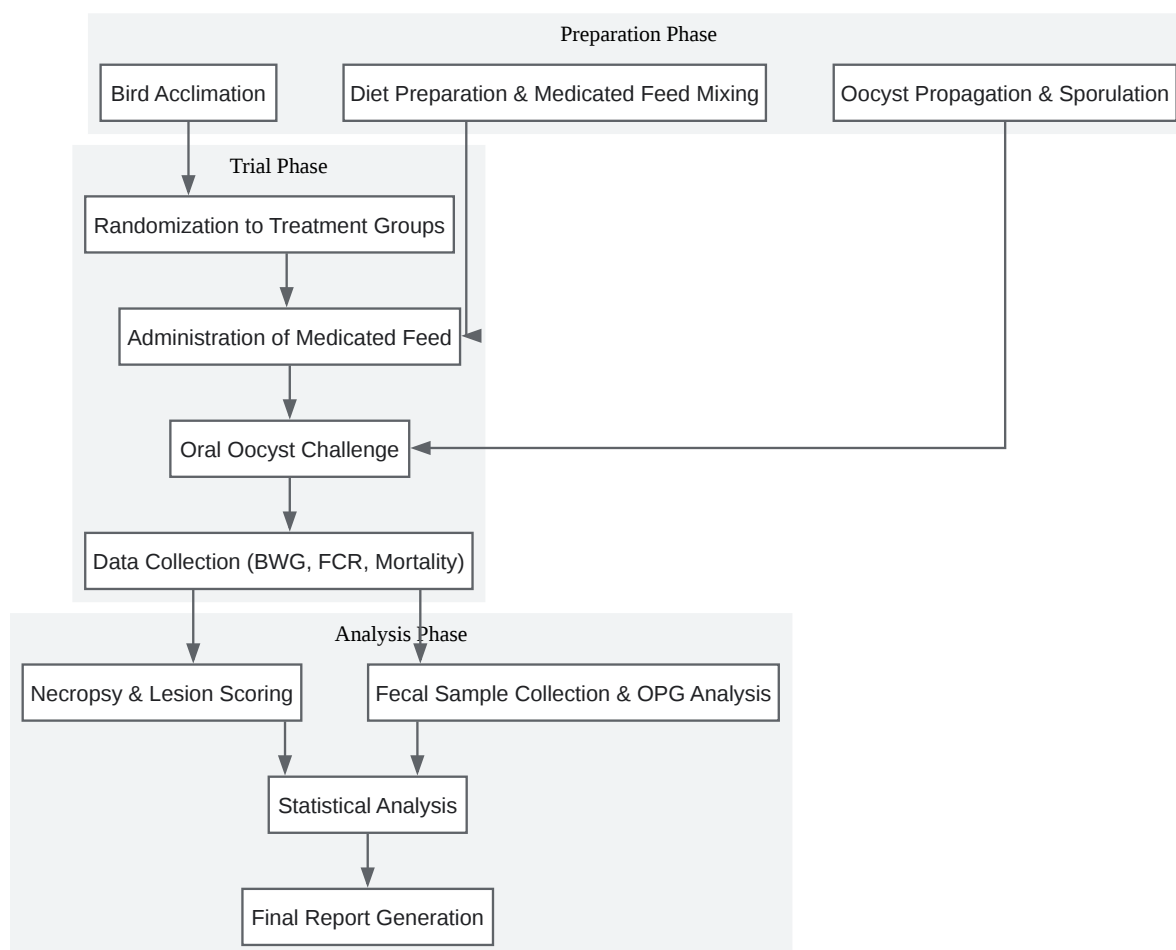 Preparation Phase
Bird Acclimation
Diet Preparation & Medicated Feed Mixing
Oocyst Propagation & Sporulation
Trial Phase
Randomization to Treatment Groups
Administration of Medicated Feed
Oral Oocyst Challenge
Data Collection (BWG, FCR, Mortality)
Analysis Phase
Necropsy & Lesion Scoring
Fecal Sample Collection & OPG Analysis
Statistical Analysis
Final Report Generation